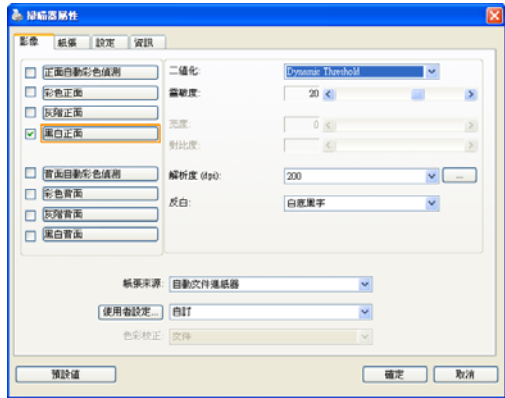 掃瞄器屬性
影像 紙張 設定 資訊
正面自動彩色偵測
彩色正面
灰階正面
黑白正面
背面自動彩色偵測
彩色背面
灰階背面
黑白背面
二值化: Dynamic Threshold
靈敏度: 20
亮度: 0
對比度:
解析度 (dpi): 200 ...
反白: 白底黑字
紙張來源: 自動文件進紙器
使用者設定... 自訂
色彩校正: 文件
預設值 確定 取消